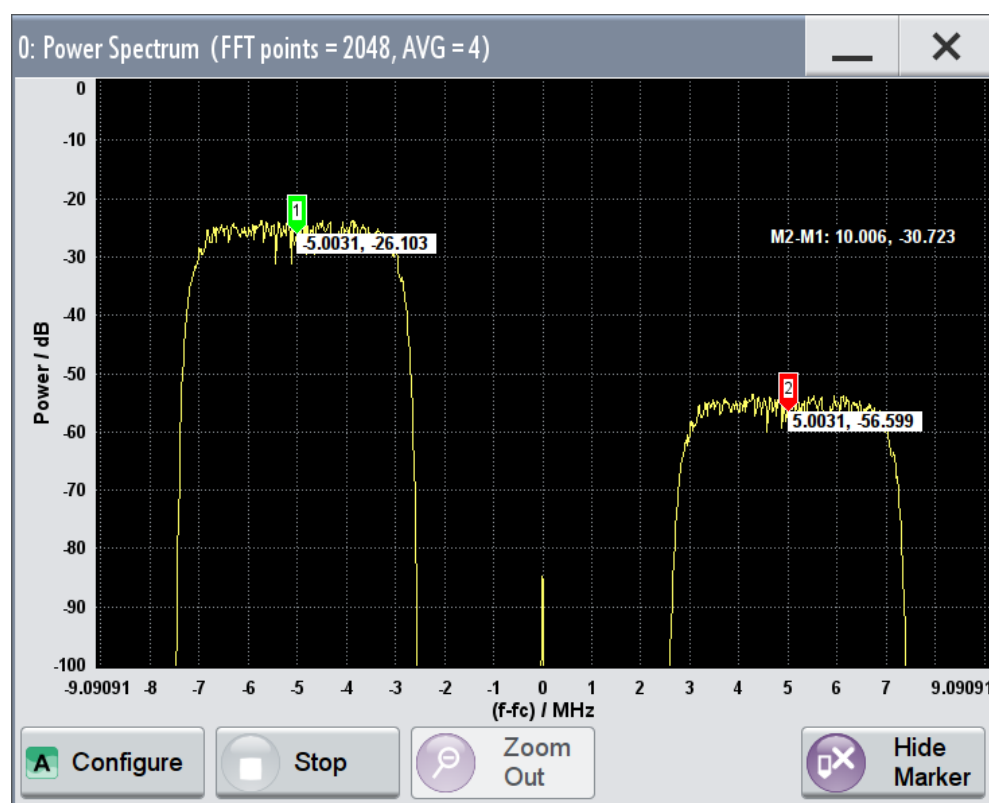 0: Power Spectrum (FFT points = 2048, AVG = 4)
0
-10
-20
1
-5.0031, -26.103
M2-M1: 10.006, -30.723
-30
-40
Power / dB
-50
2
5.0031, -56.599
-60
-70
-80
-90
-100
-9.09091 -8 -7 -6 -5 -4 -3 -2 -1 0 1 2 3 4 5 6 7 9.09091
(f-fc) / MHz
A Configure
Stop
Zoom
Out
Hide
Marker